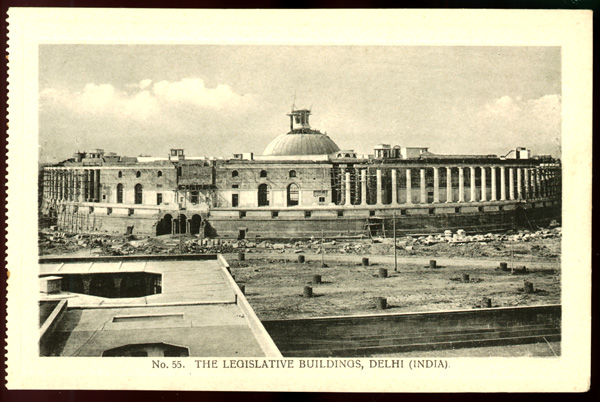 No. 55. THE LEGISLATIVE BUILDINGS, DELHI (INDIA).